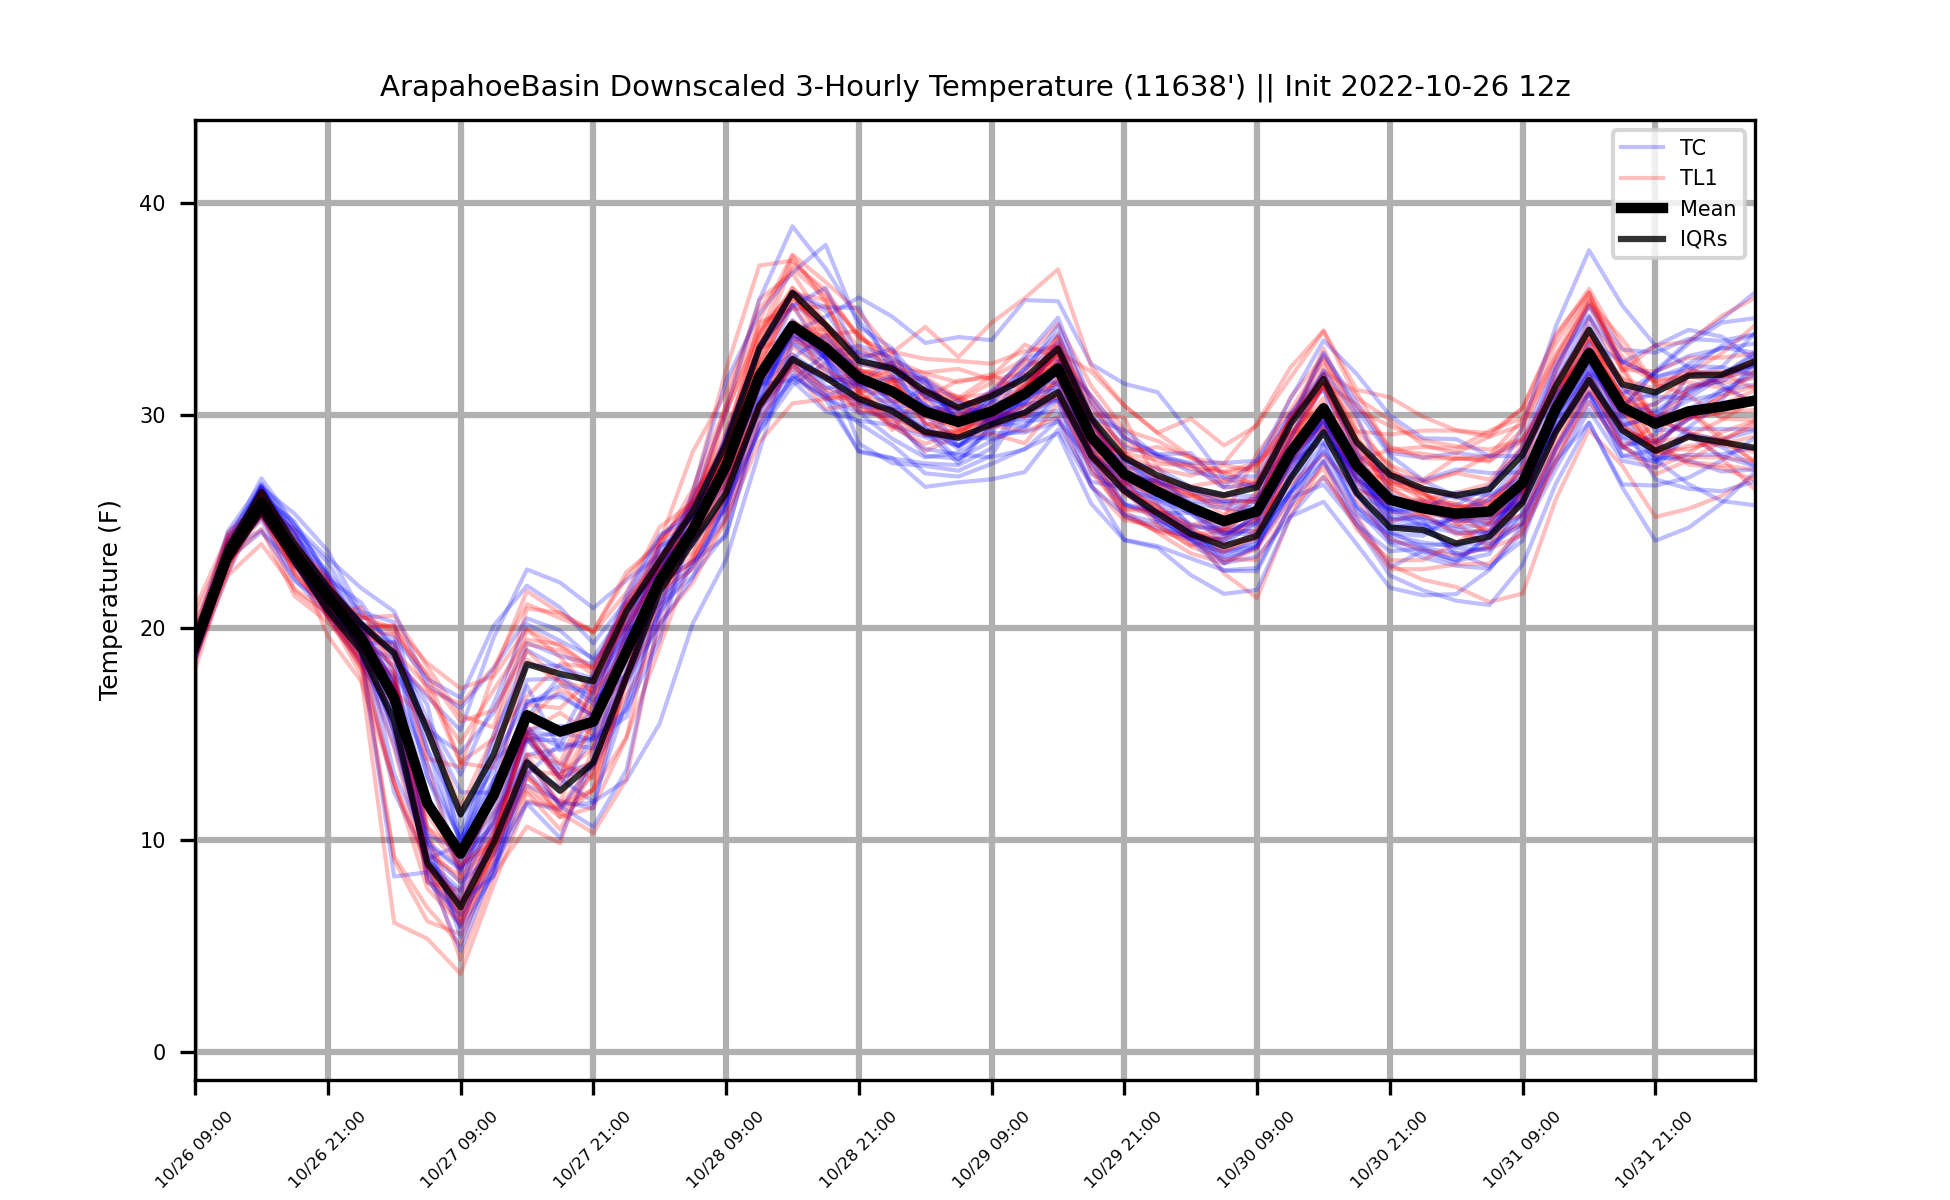 ArapahoeBasin Downscaled 3-Hourly Temperature (11638') || Init 2022-10-26 12z
TC
TL1
Mean
IQRs
Temperature (F)
40
30
20
10
0
10/26 09:00
10/26 21:00
10/27 09:00
10/27 21:00
10/28 09:00
10/28 21:00
10/29 09:00
10/29 21:00
10/30 09:00
10/30 21:00
10/31 09:00
10/31 21:00